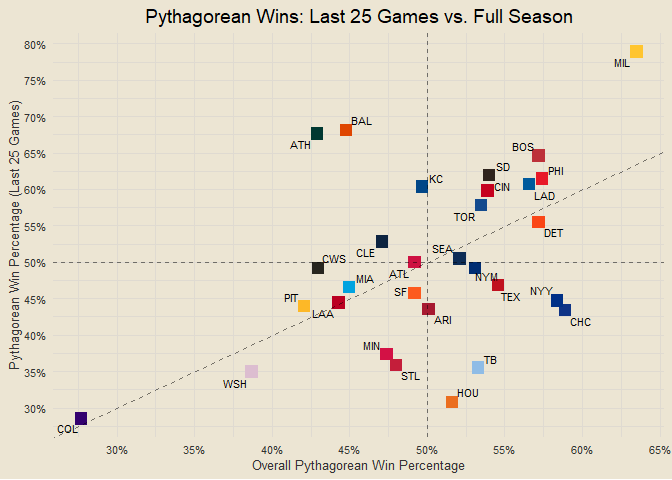 Pythagorean Wins: Last 25 Games vs. Full Season
Pythagorean Win Percentage (Last 25 Games)
80%
75%
70%
65%
60%
55%
50%
45%
40%
35%
30%
MIL
BAL
ATH
BOS
SD
PHI
KC
CIN
LAD
TOR
DET
CLE
SEA
CWS
ATL
NYM
MIA
TEX
SF
NYY
PIT
LAA
ARI
CHC
MIN
TB
STL
WSH
HOU
COL
30%
35%
40%
45%
50%
55%
60%
65%
Overall Pythagorean Win Percentage